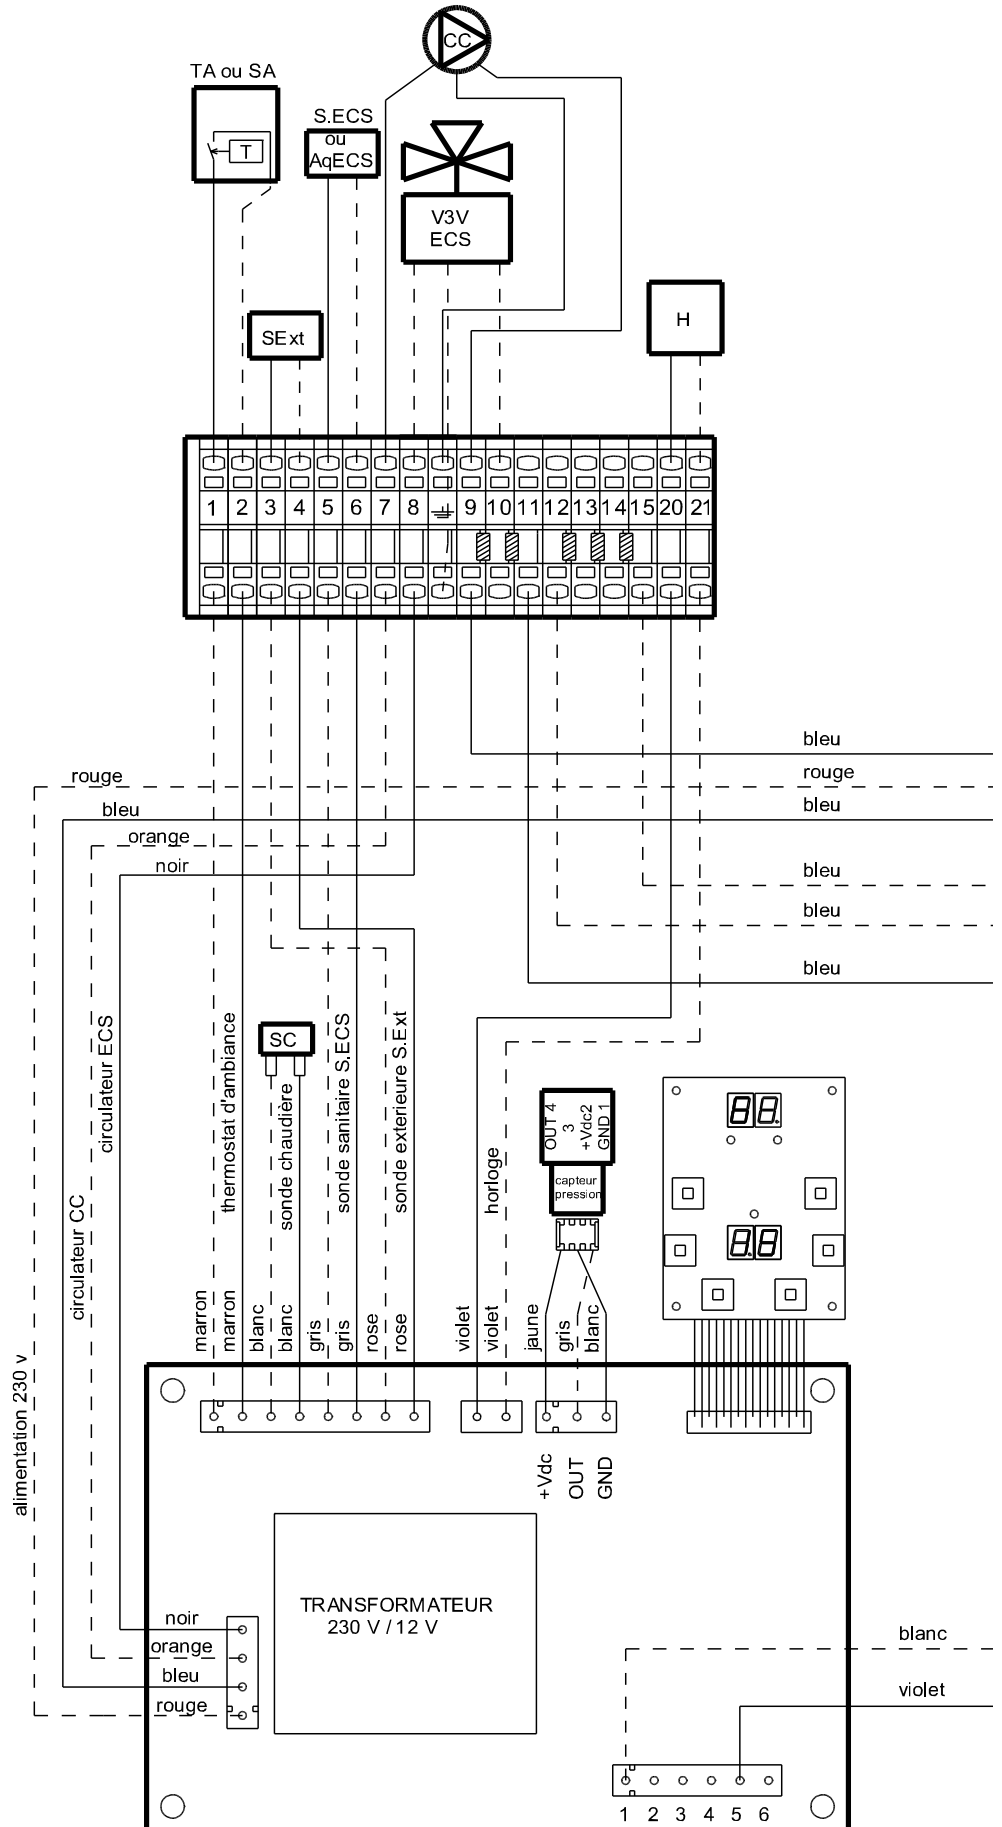 CC
TA ou SA
T
S.ECS
ou
AqECS
V3V
ECS
H
SExt
1 2 3 4 5 6 7 8 9 10 11 12 13 14 15 20 21
bleu
rouge
rouge
bleu
bleu
orange
noir
bleu
bleu
bleu
SC
alimentation 230 v
circulateur CC
circulateur ECS
thermostat d'ambiance
sonde chaudière
sonde sanitaire S.ECS
sonde exterieure S.Ext
horloge
OUT 4
3
+Vdc2
GND 1
capteur
pression
marron
marron
blanc
blanc
gris
gris
rose
rose
violet
violet
jaune
gris
blanc
88.
8.8
+Vdc
OUT
GND
TRANSFORMATEUR
230 V / 12 V
noir
orange
bleu
rouge
blanc
violet
1 2 3 4 5 6